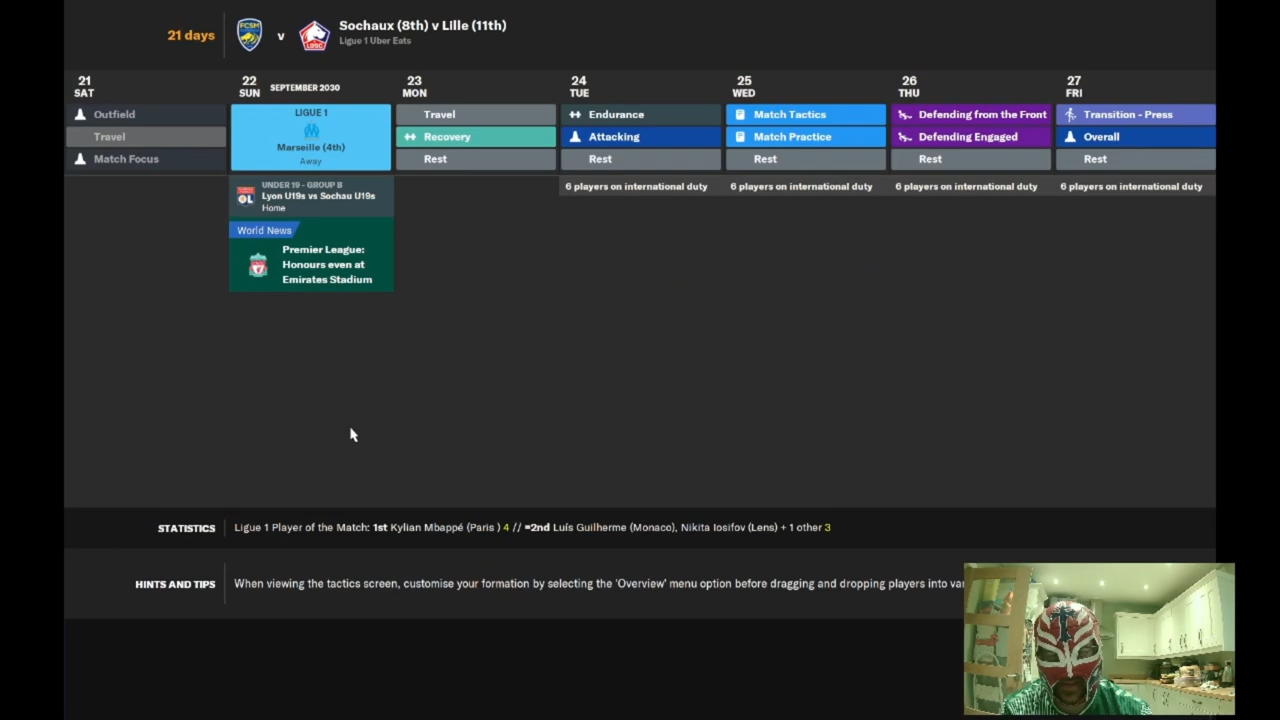 21 days
v
Sochaux (8th) v Lille (11th)
Ligue 1 Uber Eats
21
SAT
22
SUN
SEPTEMBER 2030
23
MON
24
TUE
25
WED
26
THU
27
FRI
Outfield
Travel
Match Focus
LIGUE 1
Marseille (4th)
Away
Travel
Recovery
Rest
Endurance
Attacking
Rest
Match Tactics
Match Practice
Rest
Defending from the Front
Defending Engaged
Rest
Transition - Press
Overall
Rest
UNDER 19 - GROUP B
Lyon U19s vs Sochau U19s
Home
6 players on international duty
6 players on international duty
6 players on international duty
6 players on international duty
World News
Premier League:
Honours even at
Emirates Stadium
STATISTICS
Ligue 1 Player of the Match: 1st Kylian Mbappé (Paris ) 4 // =2nd Luís Guilherme (Monaco), Nikita Iosifov (Lens) + 1 other 3
HINTS AND TIPS
When viewing the tactics screen, customise your formation by selecting the 'Overview' menu option before dragging and dropping players into